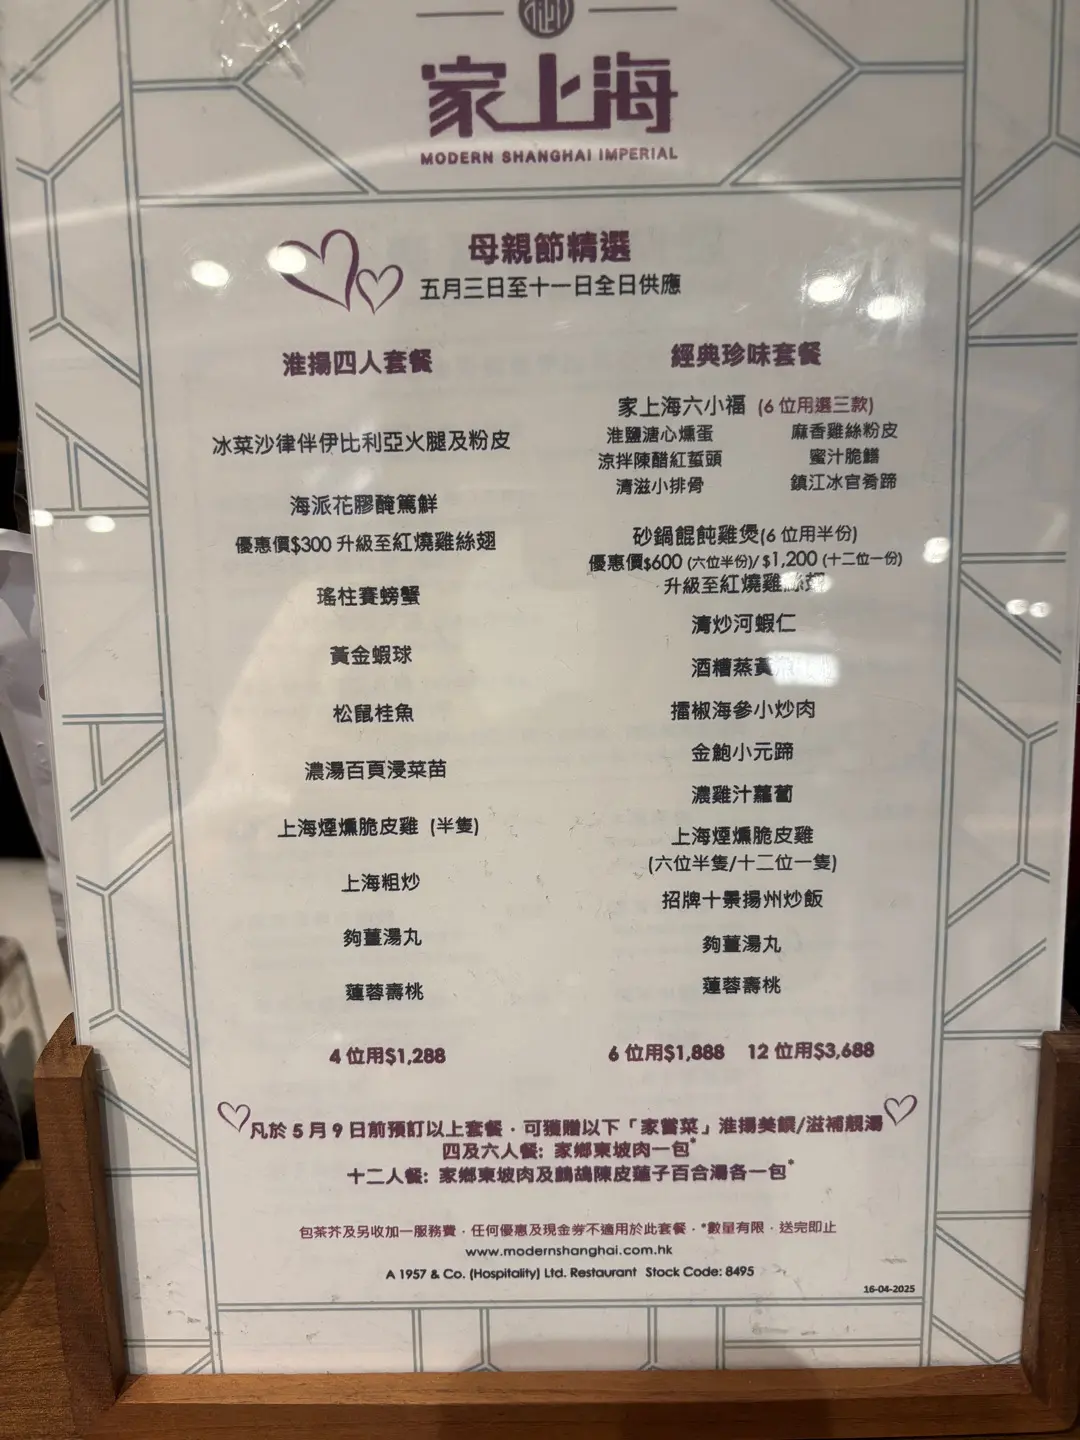 家上海
MODERN SHANGHAI IMPERIAL
母親節精選
五月三日至十一日全日供應
淮揚四人套餐
冰菜沙律伴伊比利亞火腿及粉皮
海派花膠醃篤鮮
優惠價$300 升級至紅燒雞絲翅
瑤柱賽螃蟹
黃金蝦球
松鼠桂魚
濃湯百頁浸菜苗
上海煙燻脆皮雞 (半隻)
上海粗炒
夠薑湯丸
蓮蓉壽桃
4 位用$1,288
經典珍味套餐
家上海六小福 (6 位用選三款)
淮鹽溏心燻蛋 麻香雞絲粉皮
涼拌陳醋紅蜇頭 蜜汁脆鱔
清滋小排骨 鎮江冰官肴蹄
砂鍋餛飩雞煲(6 位用半份)
優惠價$600 (六位半份)/ $1,200 (十二位一份)
升級至紅燒雞絲翅
清炒河蝦仁
酒糟蒸黃
擂椒海參小炒肉
金鮑小元蹄
濃雞汁蘿蔔
上海煙燻脆皮雞
(六位半隻/十二位一隻)
招牌十景揚州炒飯
夠薑湯丸
蓮蓉壽桃
6 位用$1,888 12 位用$3,688
凡於 5 月 9 日前預訂以上套餐．可獲贈以下「家嘗菜」淮揚美饌/滋補靚湯
四及六人餐: 家鄉東坡肉一包*
十二人餐: 家鄉東坡肉及鷓鴣陳皮蓮子百合湯各一包*
包茶芥及另收加一服務費．任何優惠及現金券不適用於此套餐．*數量有限．送完即止
www.modernshanghai.com.hk
A 1957 & Co. (Hospitality) Ltd. Restaurant Stock Code: 8495
16-04-2025